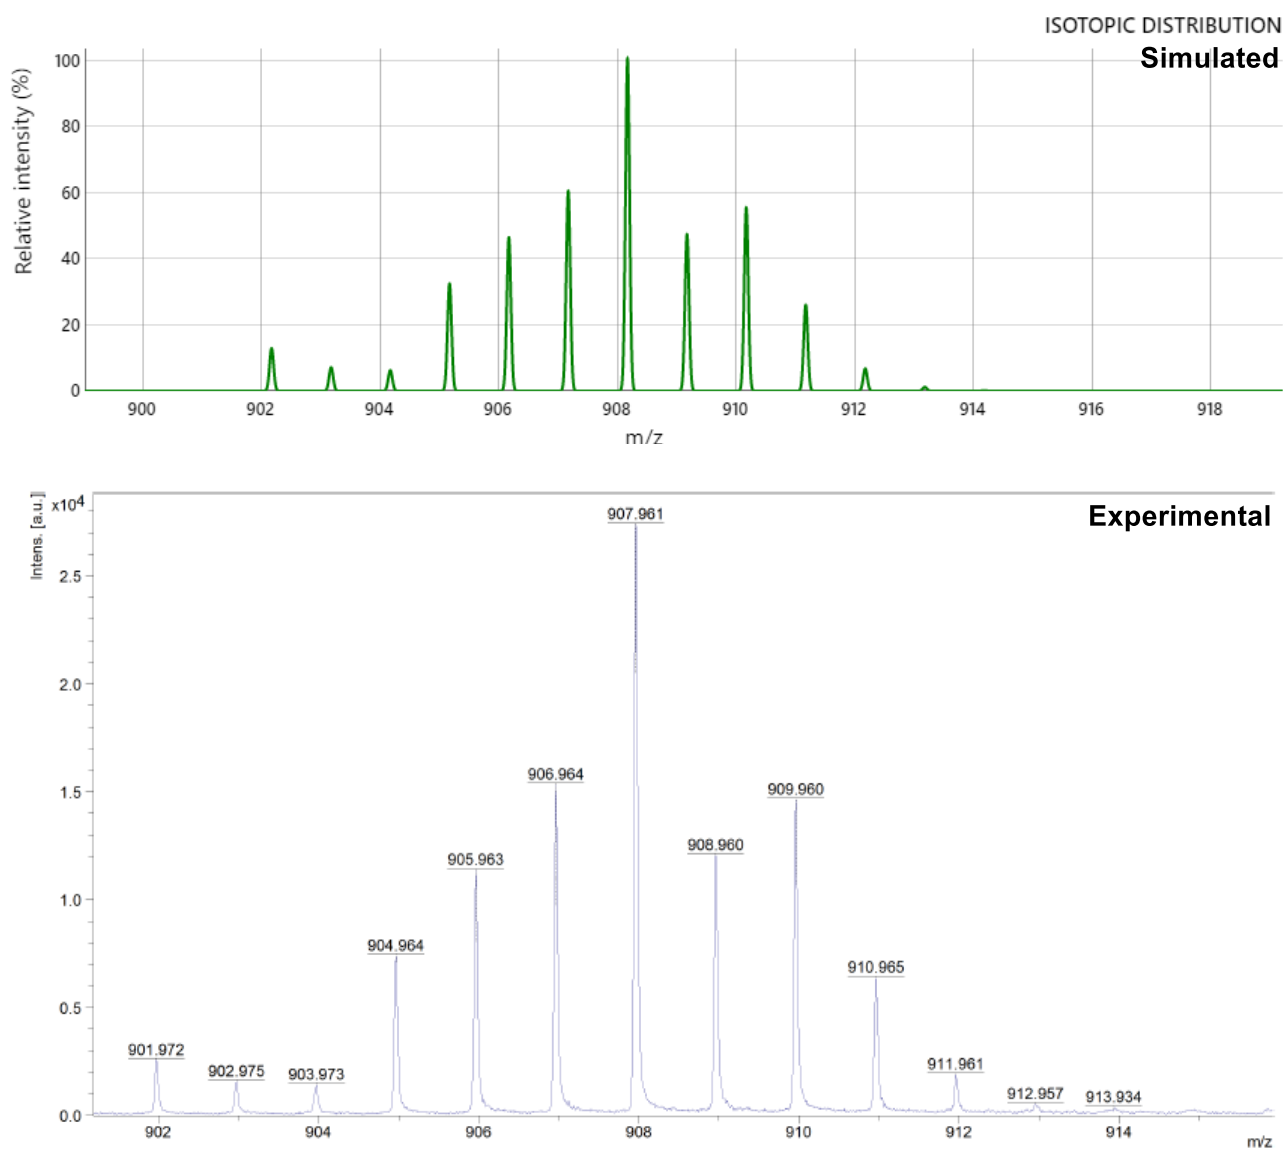 ISOTOPIC DISTRIBUTION
Simulated
Relative intensity (%)
100
80
60
40
20
0
900 902 904 906 908 910 912 914 916 918
m/z
Experimental
Intens. [a.u.]
x10^4
2.5
2.0
1.5
1.0
0.5
0.0
901.972
902.975
903.973
904.964
905.963
906.964
907.961
908.960
909.960
910.965
911.961
912.957
913.934
902 904 906 908 910 912 914
m/z